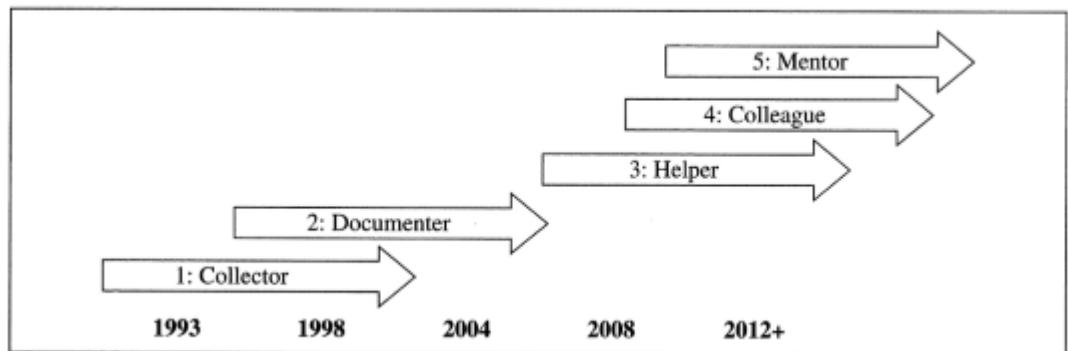 5: Mentor
4: Colleague
3: Helper
2: Documenter
1: Collector
1993 1998 2004 2008 2012+